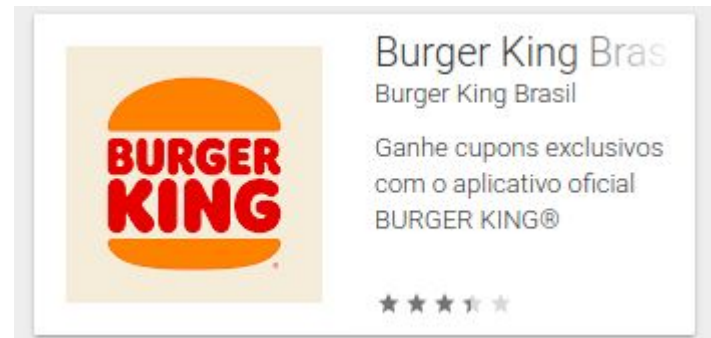 BURGER
KING
Burger King Bras
Burger King Brasil
Ganhe cupons exclusivos
com o aplicativo oficial
BURGER KING®